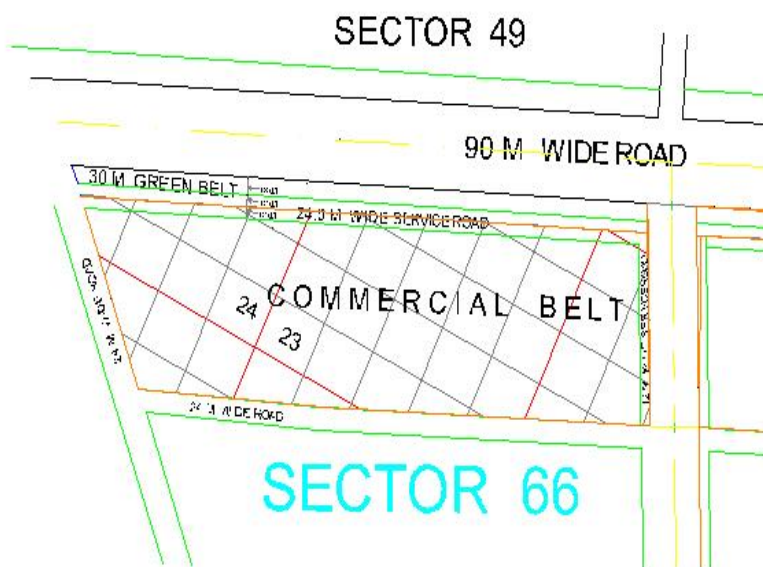 SECTOR 49
90 M WIDE ROAD
30 M GREEN BELT
24.0 M WIDE SERVICE ROAD
COMMERCIAL BELT
24
23
24 M WIDE ROAD
SECTOR 66